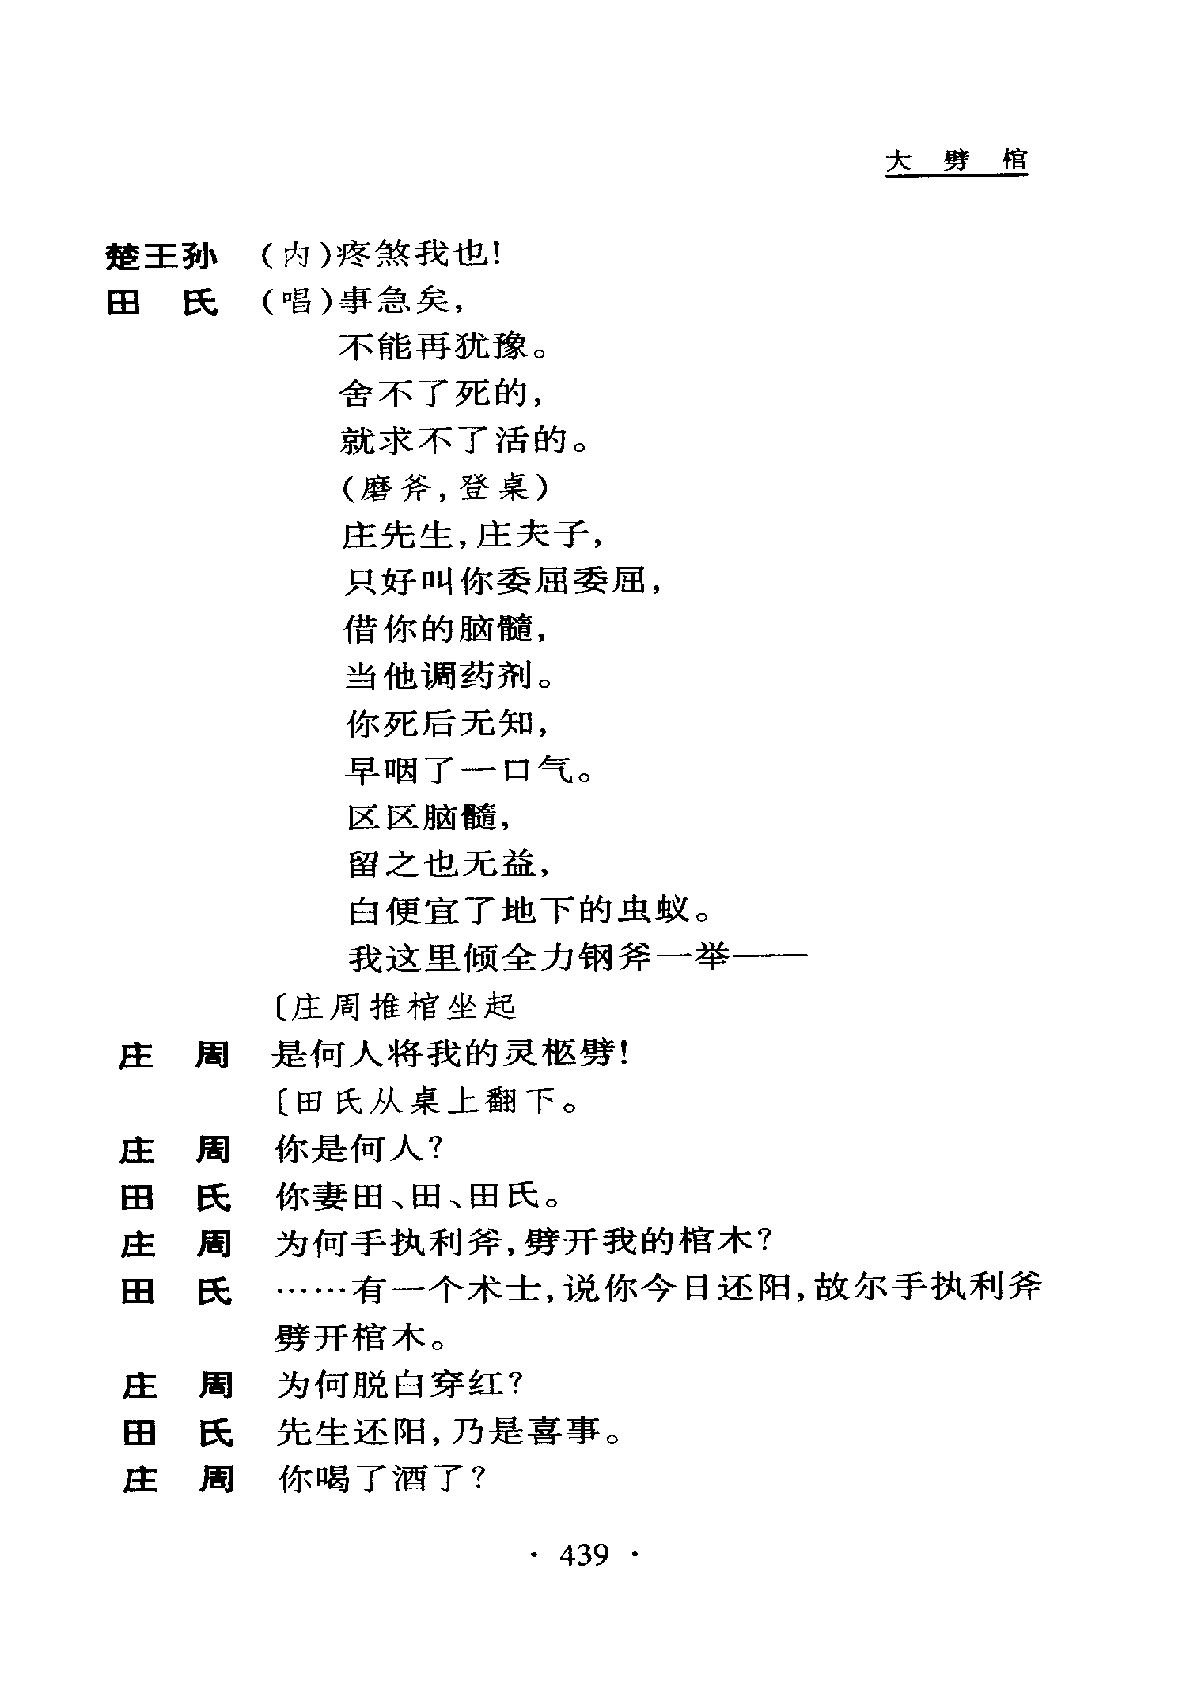 大劈棺
楚王孙 (内)疼煞我也!
田 氏 (唱)事急矣,
不能再犹豫。
舍不了死的,
就求不了活的。
(磨斧,登桌)
庄先生,庄夫子,
只好叫你委屈委屈,
借你的脑髓,
当他调药剂。
你死后无知,
早咽了一口气。
区区脑髓,
留之也无益,
白便宜了地下的虫蚁。
我这里倾全力钢斧一举——
〔庄周推棺坐起
庄 周 是何人将我的灵柩劈!
〔田氏从桌上翻下。
庄 周 你是何人?
田 氏 你妻田、田、田氏。
庄 周 为何手执利斧,劈开我的棺木?
田 氏 ……有一个术士,说你今日还阳,故尔手执利斧
劈开棺木。
庄 周 为何脱白穿红?
田 氏 先生还阳,乃是喜事。
庄 周 你喝了酒了?
· 439 ·